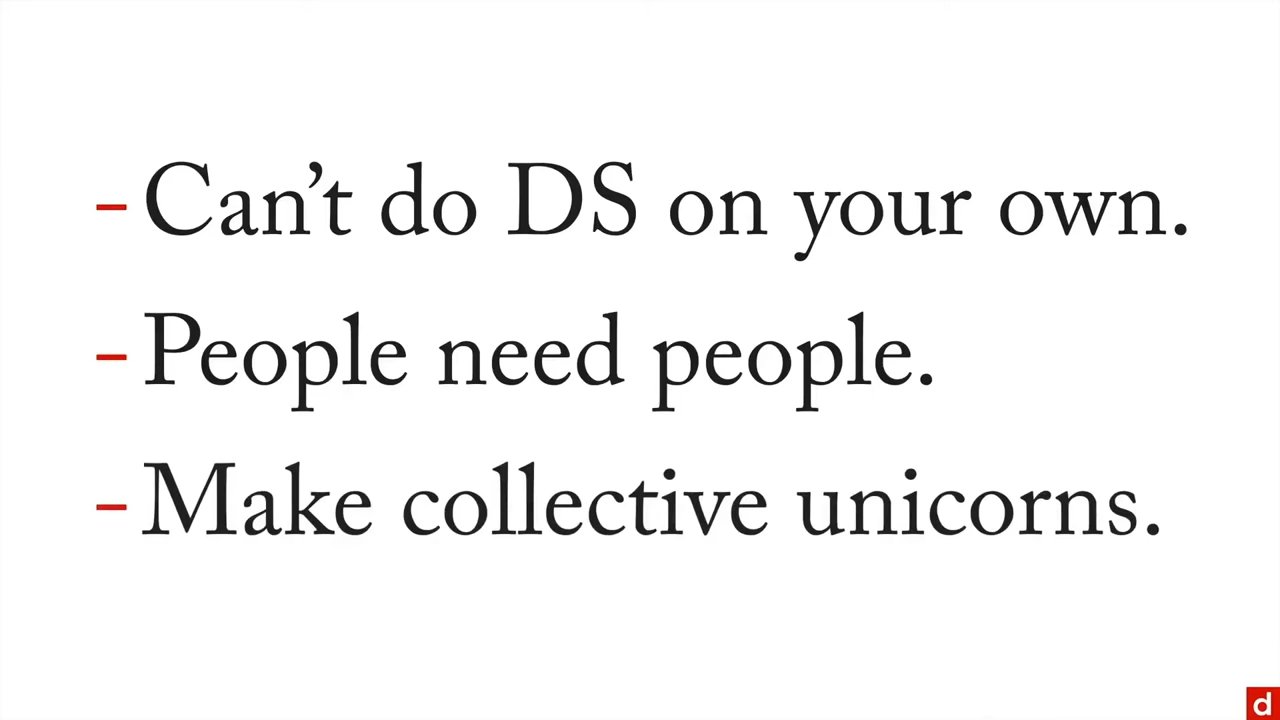 - Can’t do DS on your own.
- People need people.
- Make collective unicorns.
d